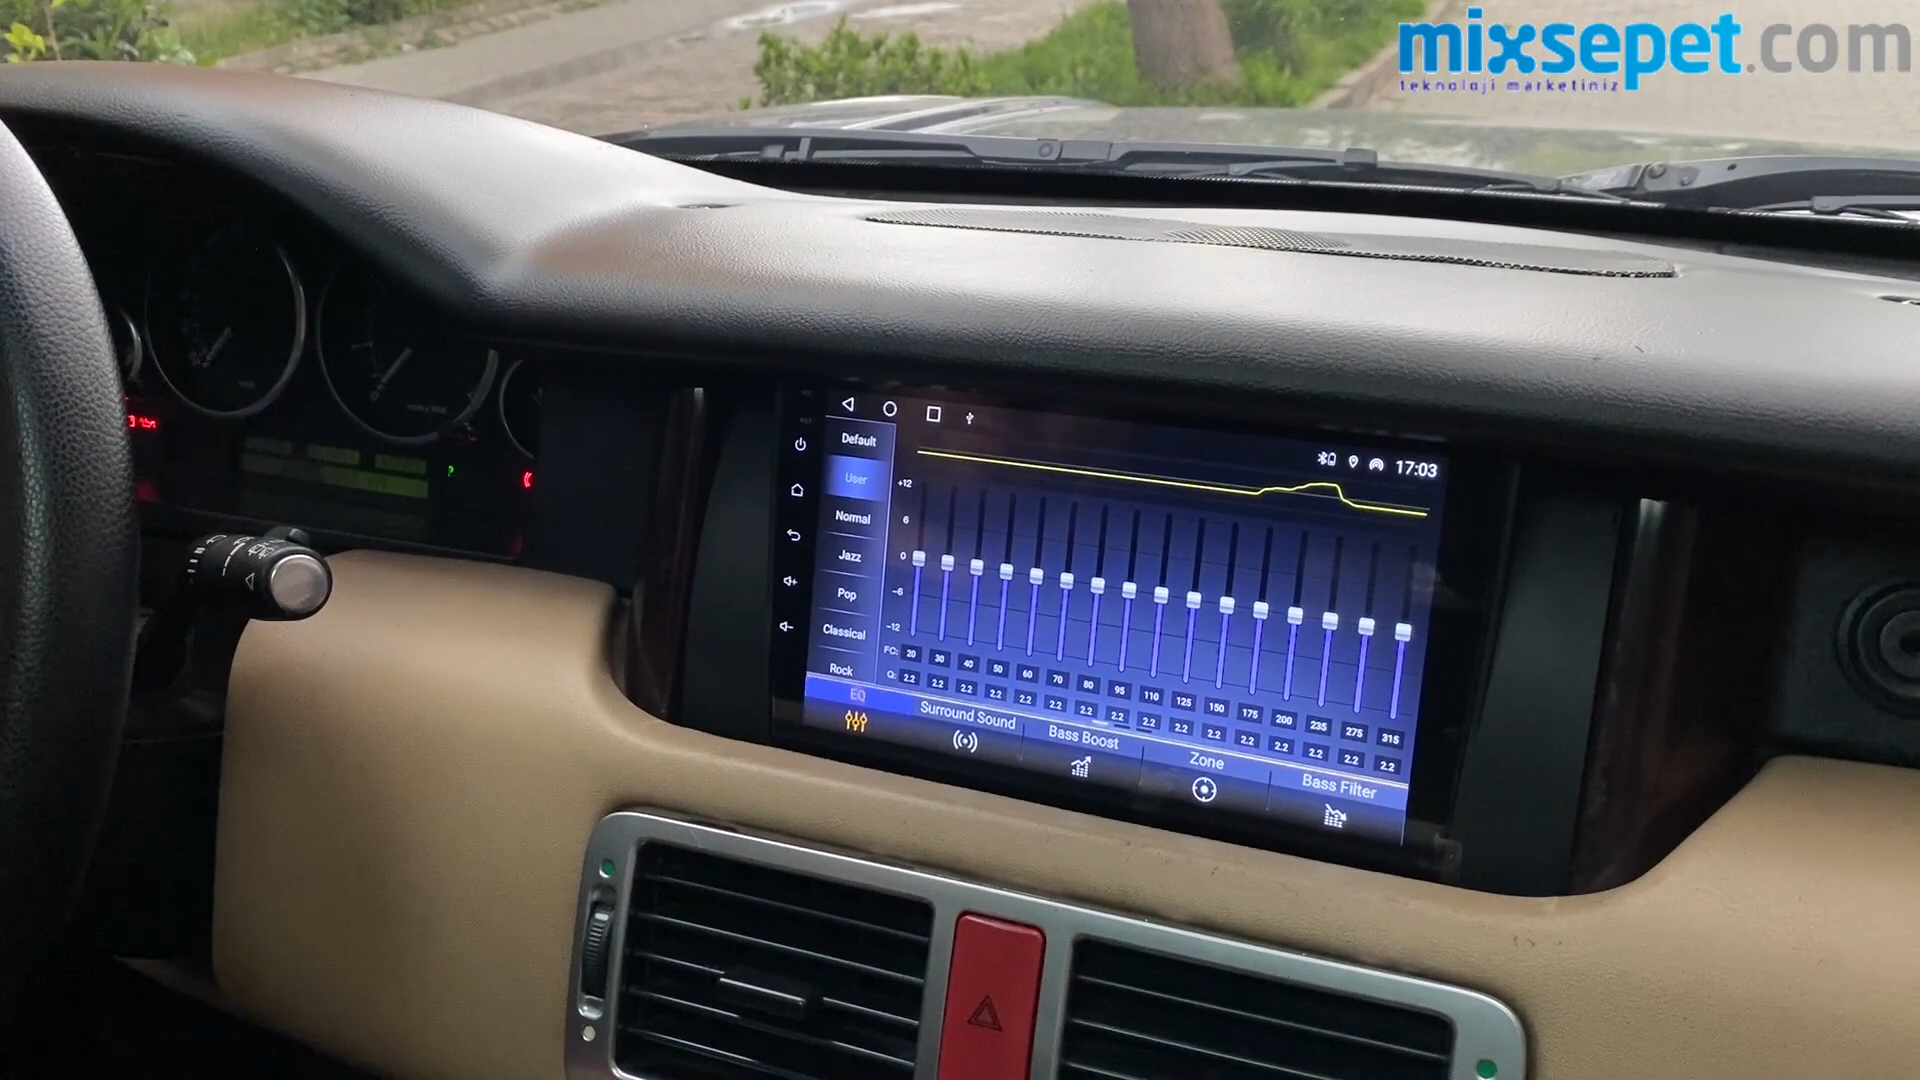 mixsepet.com
teknoloji marketiniz
17:03
Default
User
Normal
Jazz
Pop
Classical
Rock
+12
6
0
-6
-12
FC: 20 30 40 50 60 70 80 95 110 125 150 175 200 235 275 315
Q: 2.2 2.2 2.2 2.2 2.2 2.2 2.2 2.2 2.2 2.2 2.2 2.2 2.2 2.2 2.2 2.2
EQ
Surround Sound
Bass Boost
Zone
Bass Filter